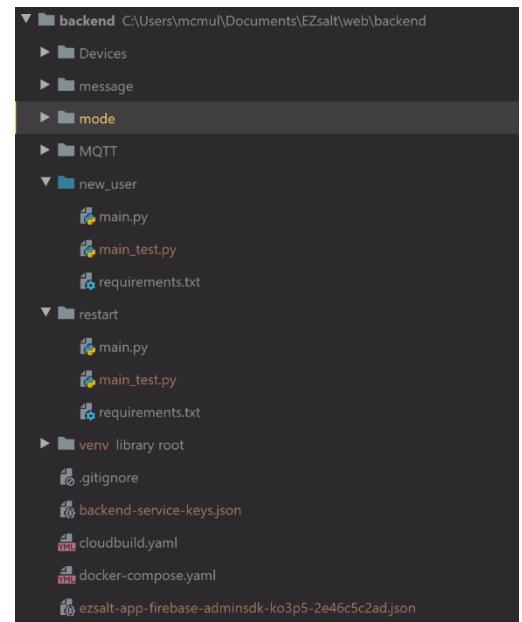 backend C:\Users\mcmul\Documents\EZsalt\web\backend
Devices
message
mode
MQTT
new_user
main.py
main_test.py
requirements.txt
restart
main.py
main_test.py
requirements.txt
venv library root
.gitignore
backend-service-keys.json
cloudbuild.yaml
docker-compose.yaml
ezsalt-app-firebase-adminsdk-ko3p5-2e46c5c2ad.json